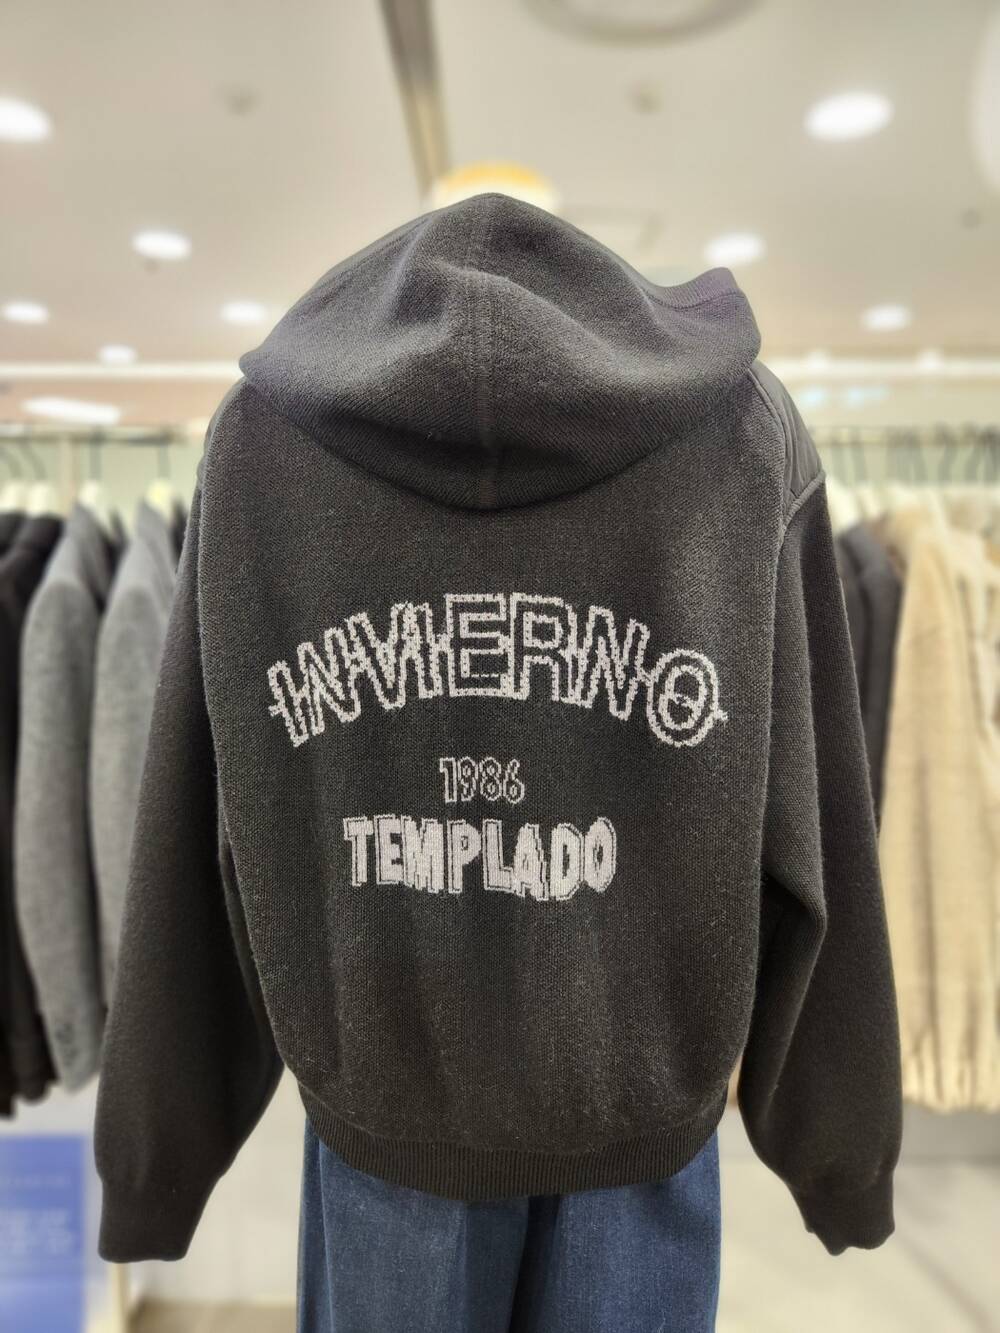 INVIERNO
1986
TEMPLADO